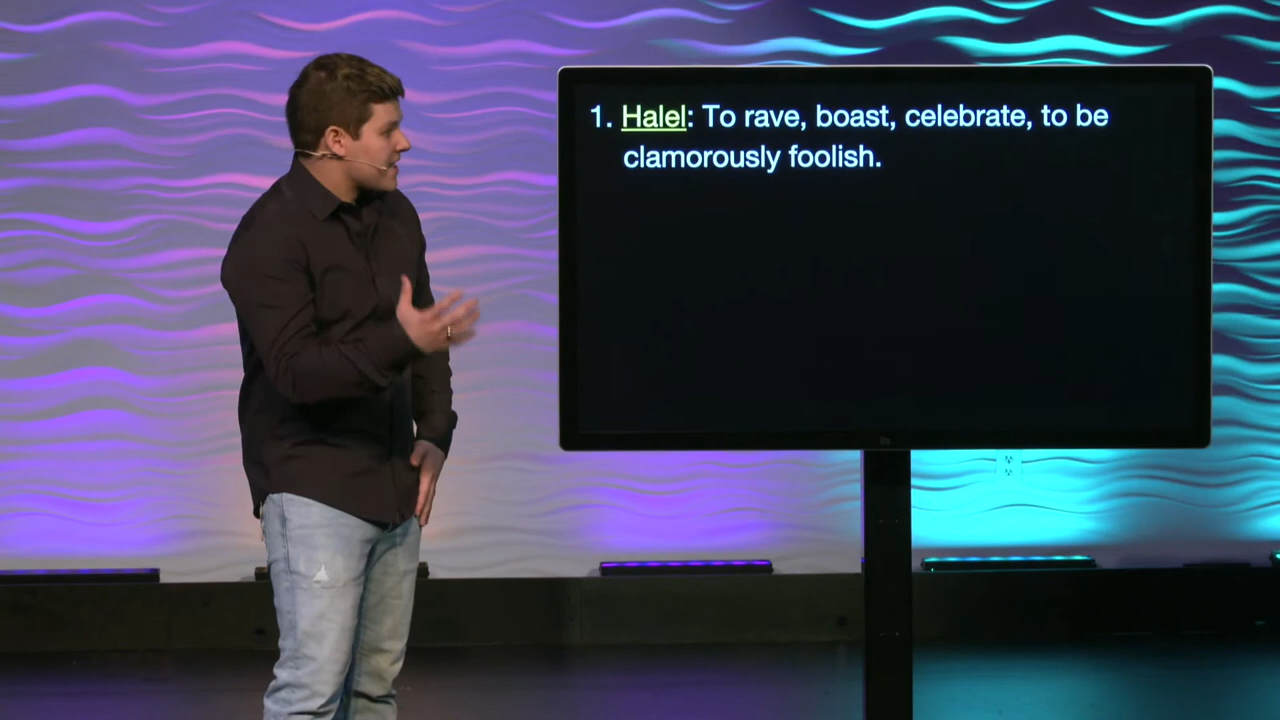 1. Halel: To rave, boast, celebrate, to be
clamorously foolish.